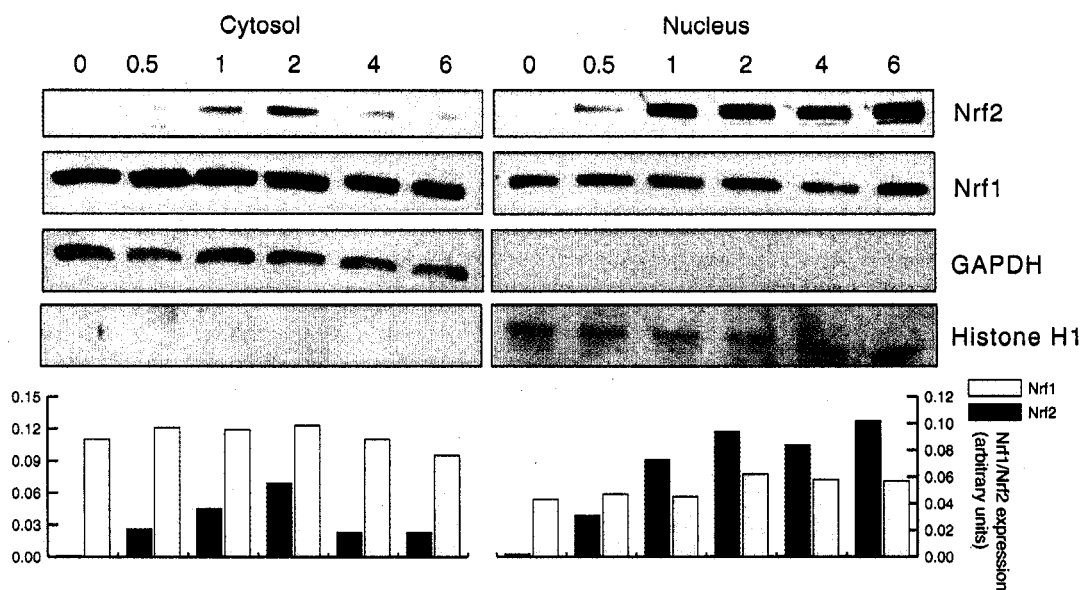 Cytosol
Nucleus
0 0.5 1 2 4 6
0 0.5 1 2 4 6
Nrf2
Nrf1
GAPDH
Histone H1
0.15
0.12
0.09
0.06
0.03
0.00
0.12
0.10
0.08
0.06
0.04
0.02
0.00
Nrf1
Nrf2
Nrf1/Nrf2 expression
(arbitrary units)